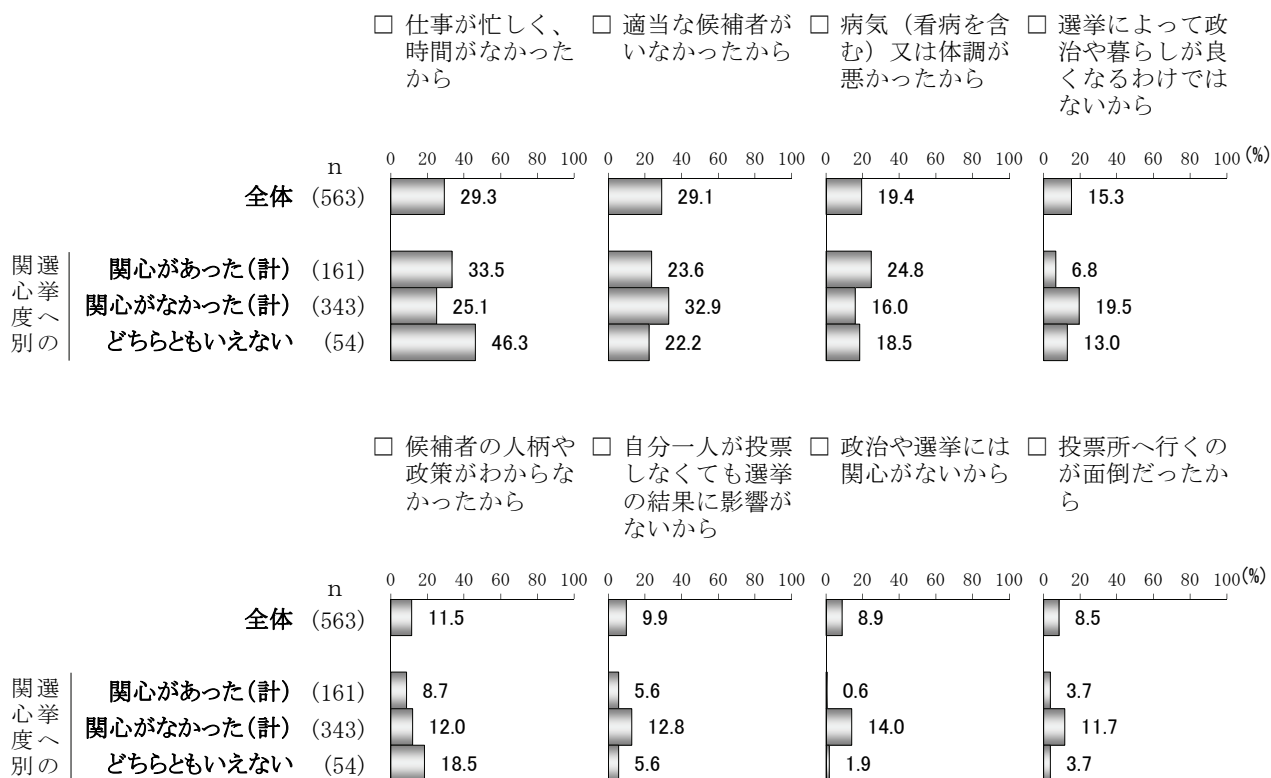 □ 仕事が忙しく、
時間がなかった
から
□ 適当な候補者が
いなかったから
□ 病気（看病を含
む）又は体調が
悪かったから
□ 選挙によって政
治や暮らしが良
くなるわけでは
ないから
n
0 20 40 60 80 100
0 20 40 60 80 100
0 20 40 60 80 100
0 20 40 60 80 100 (%)
全体 (563) 29.3 29.1 19.4 15.3
選挙への
関心度別
関心があった(計) (161) 33.5 23.6 24.8 6.8
関心がなかった(計) (343) 25.1 32.9 16.0 19.5
どちらともいえない (54) 46.3 22.2 18.5 13.0
□ 候補者の人柄や
政策がわからな
かったから
□ 自分一人が投票
しなくても選挙
の結果に影響が
ないから
□ 政治や選挙には
関心がないから
□ 投票所へ行くの
が面倒だったか
ら
n
0 20 40 60 80 100
0 20 40 60 80 100
0 20 40 60 80 100
0 20 40 60 80 100 (%)
全体 (563) 11.5 9.9 8.9 8.5
選挙への
関心度別
関心があった(計) (161) 8.7 5.6 0.6 3.7
関心がなかった(計) (343) 12.0 12.8 14.0 11.7
どちらともいえない (54) 18.5 5.6 1.9 3.7